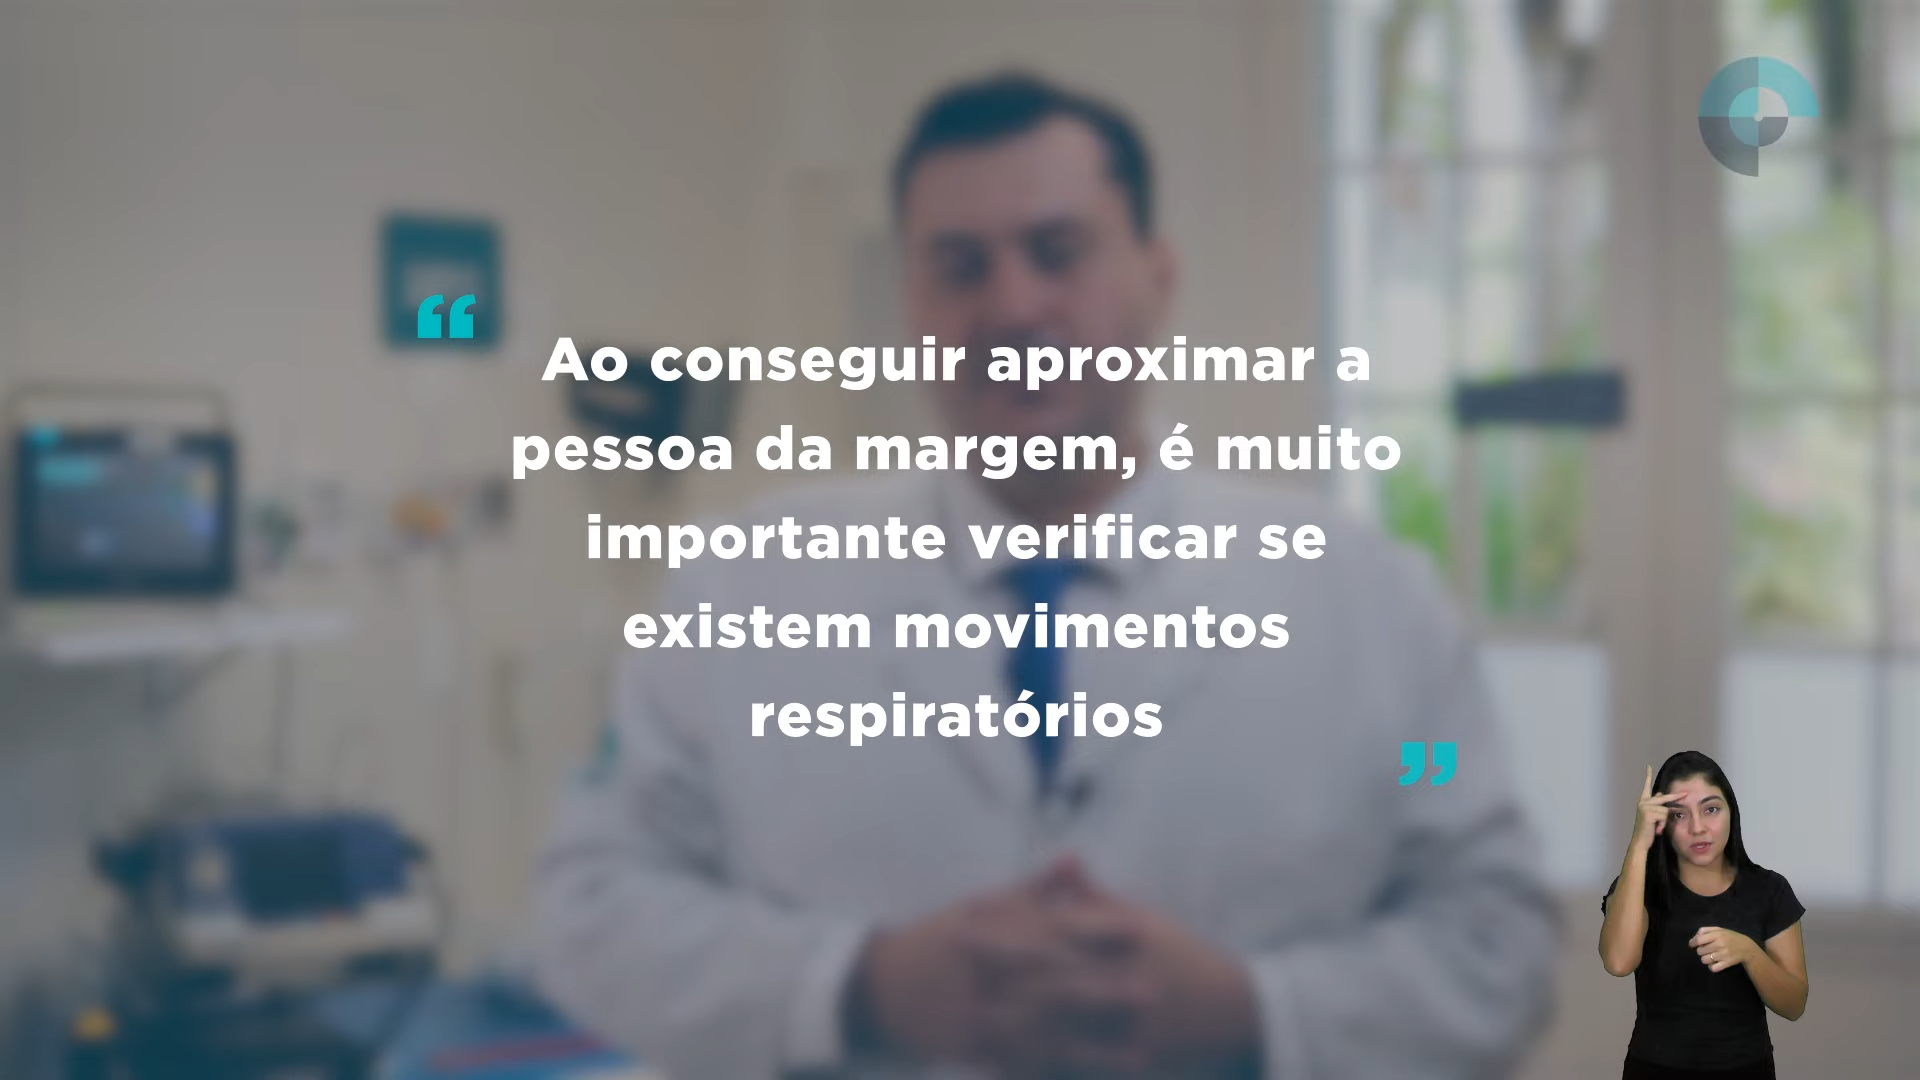 “
Ao conseguir aproximar a
pessoa da margem, é muito
importante verificar se
existem movimentos
respiratórios
”